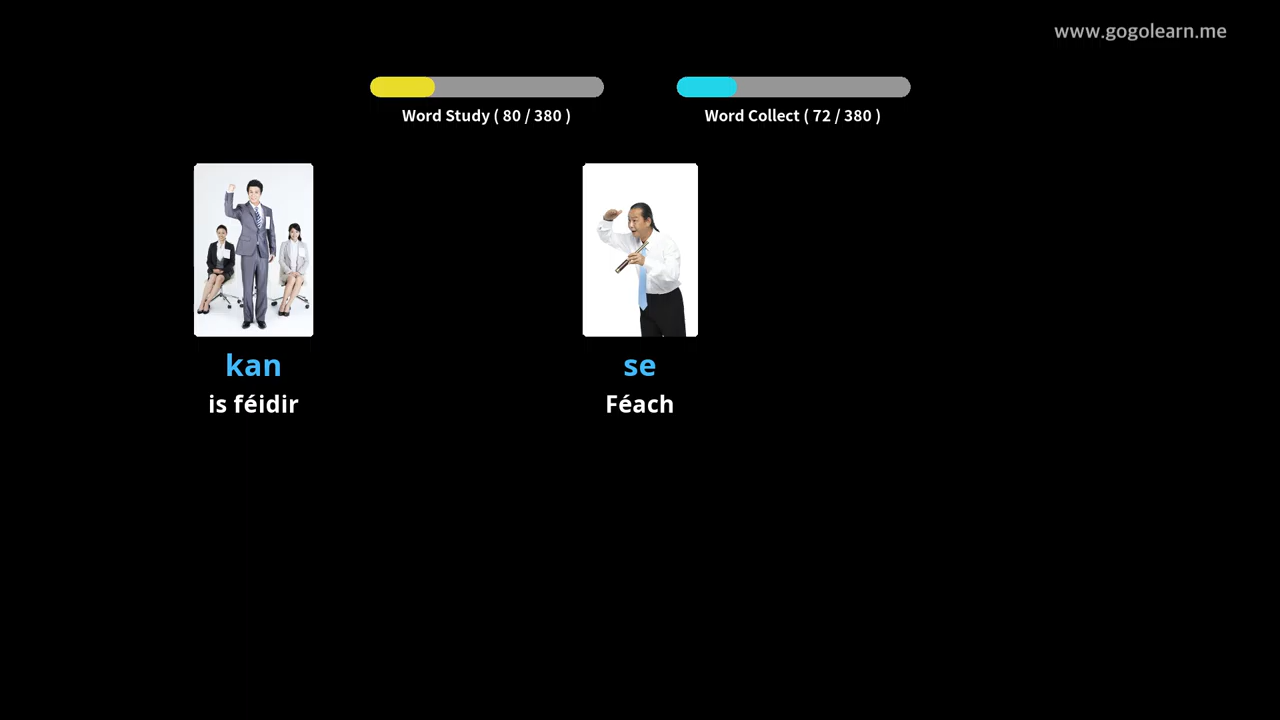 www.gogolearn.me
Word Study ( 80 / 380 )
Word Collect ( 72 / 380 )
kan
is féidir
se
Féach